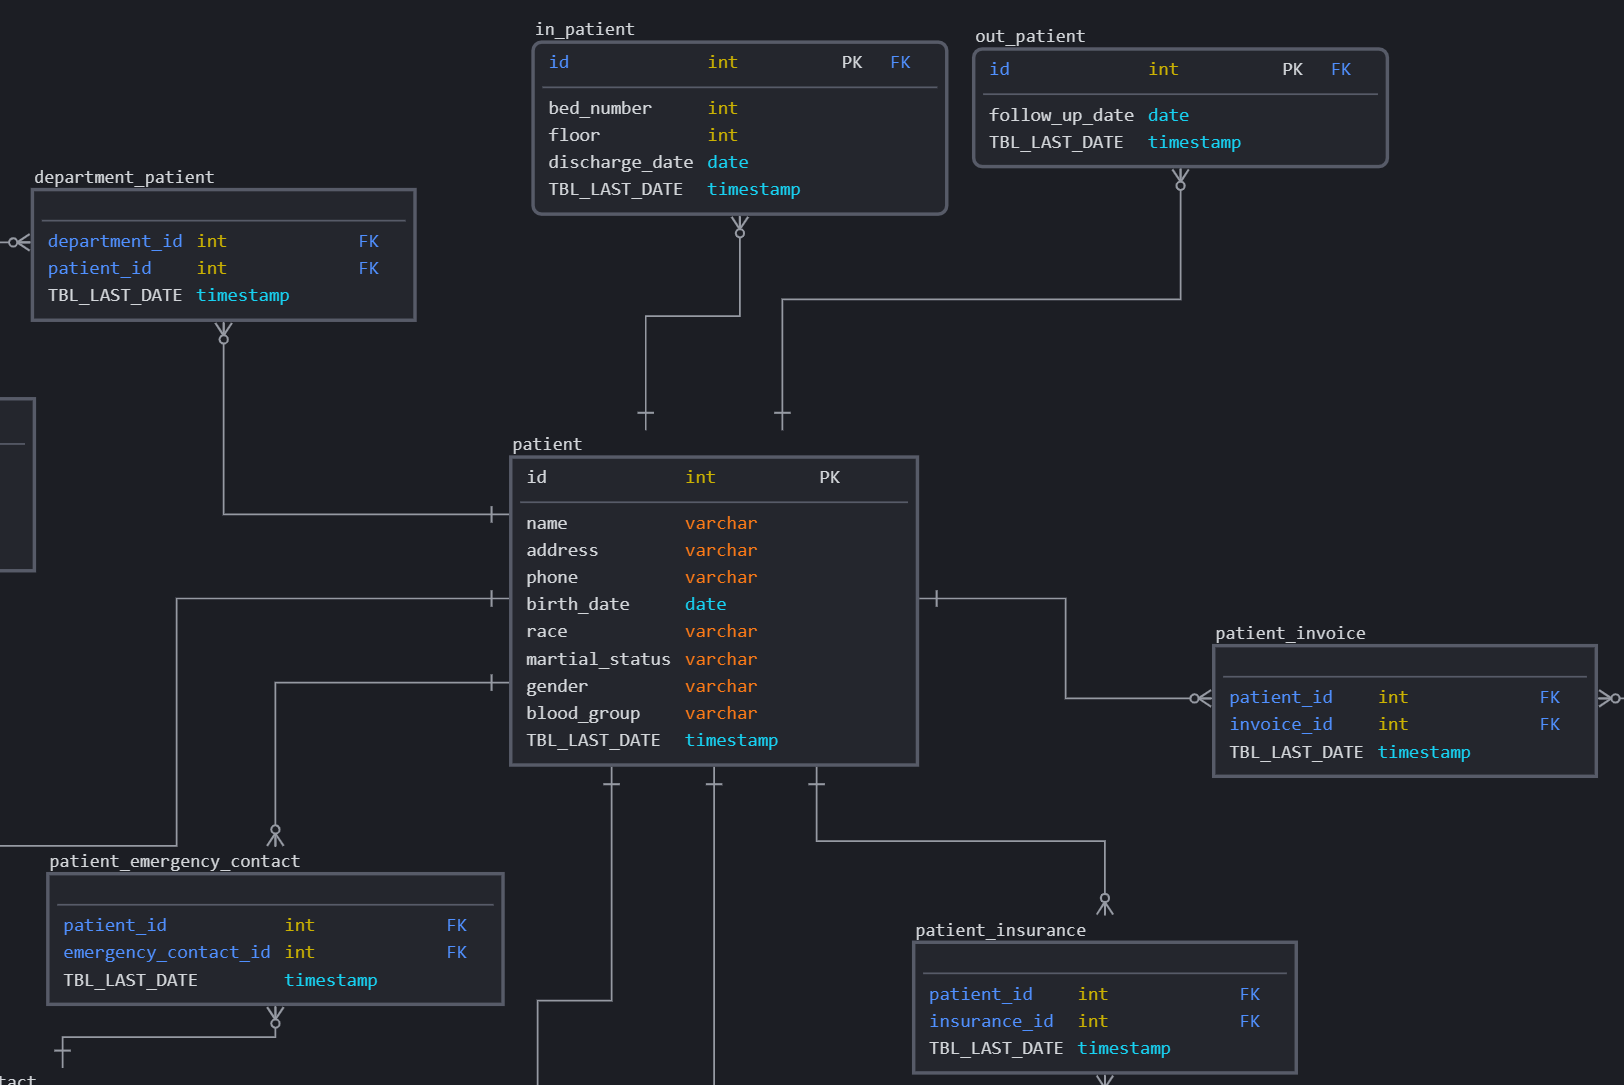 in_patient
id int PK FK
bed_number int
floor int
discharge_date date
TBL_LAST_DATE timestamp
out_patient
id int PK FK
follow_up_date date
TBL_LAST_DATE timestamp
department_patient
department_id int FK
patient_id int FK
TBL_LAST_DATE timestamp
patient
id int PK
name varchar
address varchar
phone varchar
birth_date date
race varchar
martial_status varchar
gender varchar
blood_group varchar
TBL_LAST_DATE timestamp
patient_invoice
patient_id int FK
invoice_id int FK
TBL_LAST_DATE timestamp
patient_emergency_contact
patient_id int FK
emergency_contact_id int FK
TBL_LAST_DATE timestamp
patient_insurance
patient_id int FK
insurance_id int FK
TBL_LAST_DATE timestamp